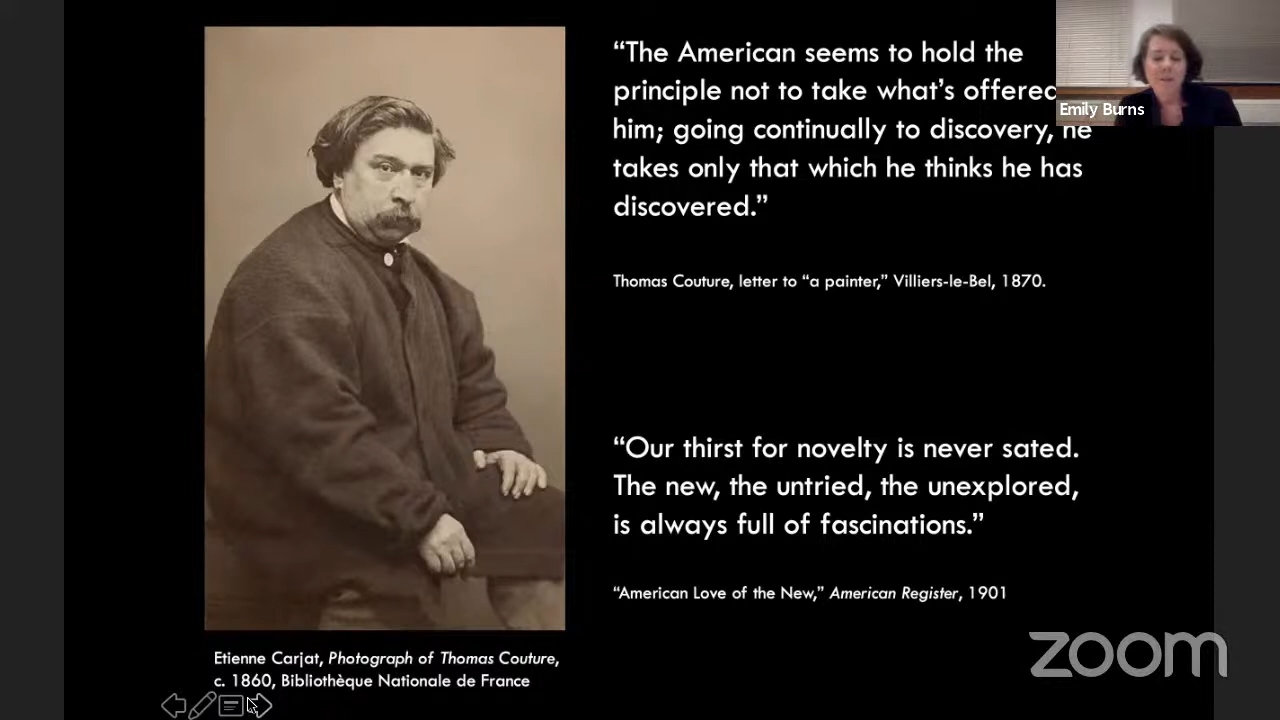 “The American seems to hold the
principle not to take what’s offered
him; going continually to discovery, he
takes only that which he thinks he has
discovered.”
Thomas Couture, letter to “a painter,” Villiers-le-Bel, 1870.
“Our thirst for novelty is never sated.
The new, the untried, the unexplored,
is always full of fascinations.”
“American Love of the New,” American Register, 1901
Etienne Carjat, Photograph of Thomas Couture,
c. 1860, Bibliothèque Nationale de France
Emily Burns
zoom